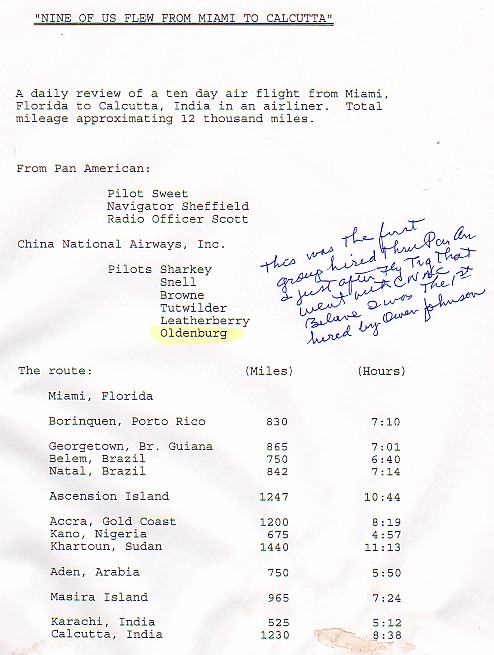 "NINE OF US FLEW FROM MIAMI TO CALCUTTA"
A daily review of a ten day air flight from Miami,
Florida to Calcutta, India in an airliner. Total
mileage approximating 12 thousand miles.
From Pan American:
Pilot Sweet
Navigator Sheffield
Radio Officer Scott
China National Airways, Inc.
Pilots Sharkey
Snell
Browne
Tutwilder
Leatherberry
Oldenburg
This was the first
group hired thru Pan Am
& just after Fly Tig That
went with CNAC
Belave I was The 1st
hired by Owen Johnson
The route: (Miles) (Hours)
Miami, Florida
Borinquen, Porto Rico 830 7:10
Georgetown, Br. Guiana 865 7:01
Belem, Brazil 750 6:40
Natal, Brazil 842 7:14
Ascension Island 1247 10:44
Accra, Gold Coast 1200 8:19
Kano, Nigeria 675 4:57
Khartoun, Sudan 1440 11:13
Aden, Arabia 750 5:50
Masira Island 965 7:24
Karachi, India 525 5:12
Calcutta, India 1230 8:38